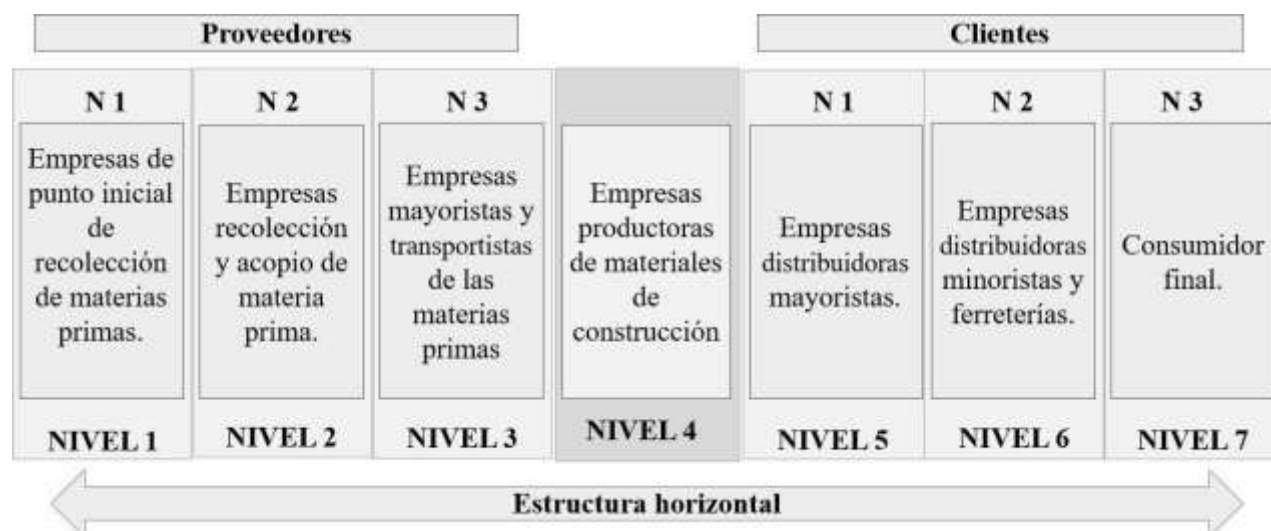 Proveedores
Clientes
N 1
Empresas de
punto inicial
de
recolección
de materias
primas.
NIVEL 1
N 2
Empresas
recolección
y acopio de
materia
prima.
NIVEL 2
N 3
Empresas
mayoristas y
transportistas
de las
materias
primas
NIVEL 3
Empresas
productoras
de materiales
de
construcción
NIVEL 4
N 1
Empresas
distribuidoras
mayoristas.
NIVEL 5
N 2
Empresas
distribuidoras
minoristas y
ferreterías.
NIVEL 6
N 3
Consumidor
final.
NIVEL 7
Estructura horizontal